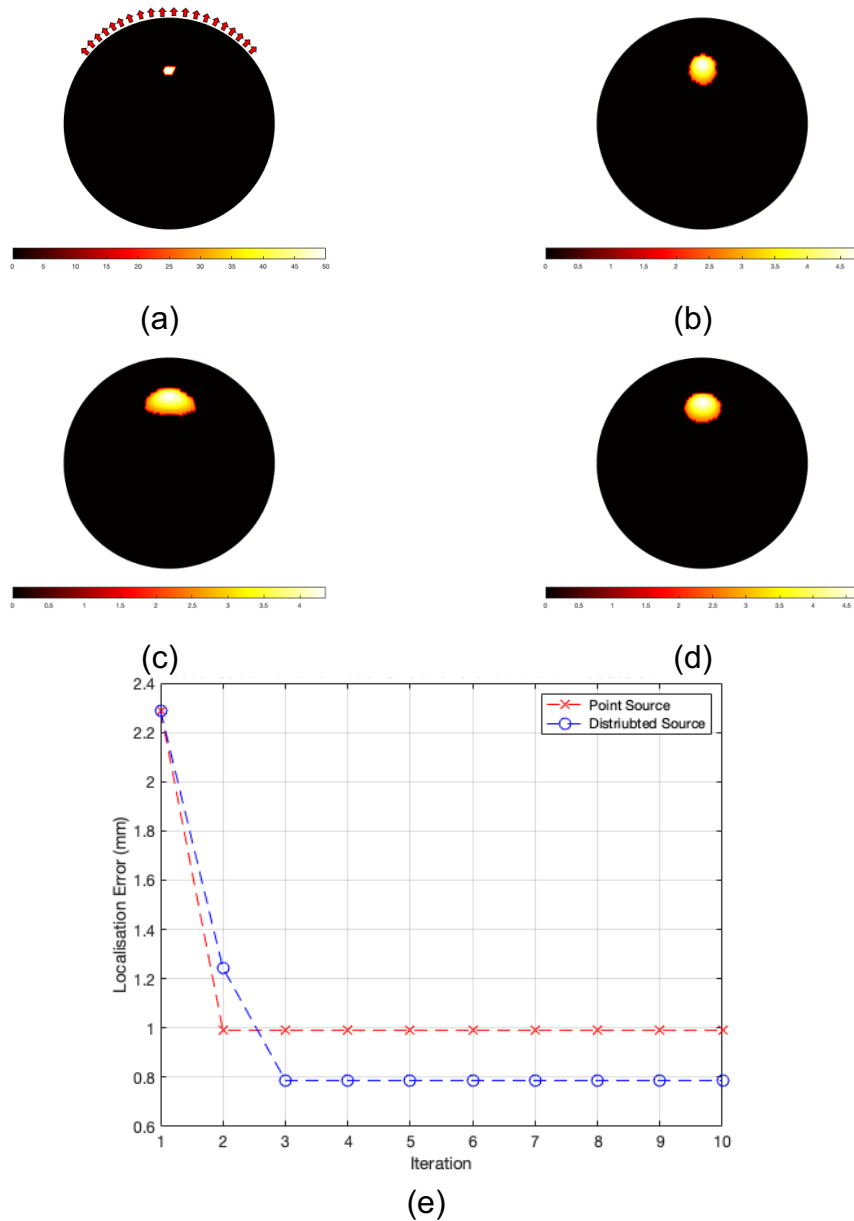 0 5 10 15 20 25 30 35 40 45 50
0 0.5 1 1.5 2 2.5 3 3.5 4 4.5
(a)
(b)
0 0.5 1 1.5 2 2.5 3 3.5 4
0 0.5 1 1.5 2 2.5 3 3.5 4 4.5
(c)
(d)
2.4
2.2
2
1.8
1.6
1.4
1.2
1
0.8
0.6
Localisation Error (mm)
Point Source
Distriubted Source
1 2 3 4 5 6 7 8 9 10
Iteration
(e)